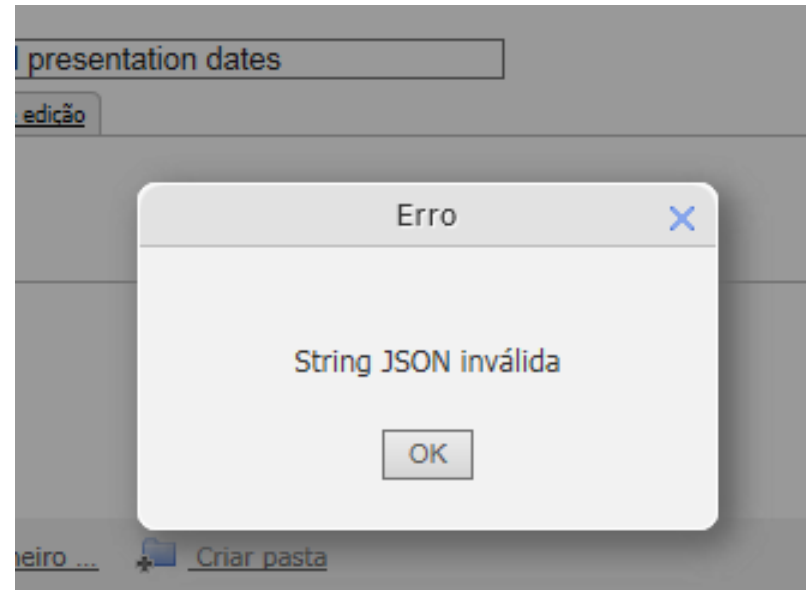 presentation dates
edição
Erro
String JSON inválida
OK
... Criar pasta